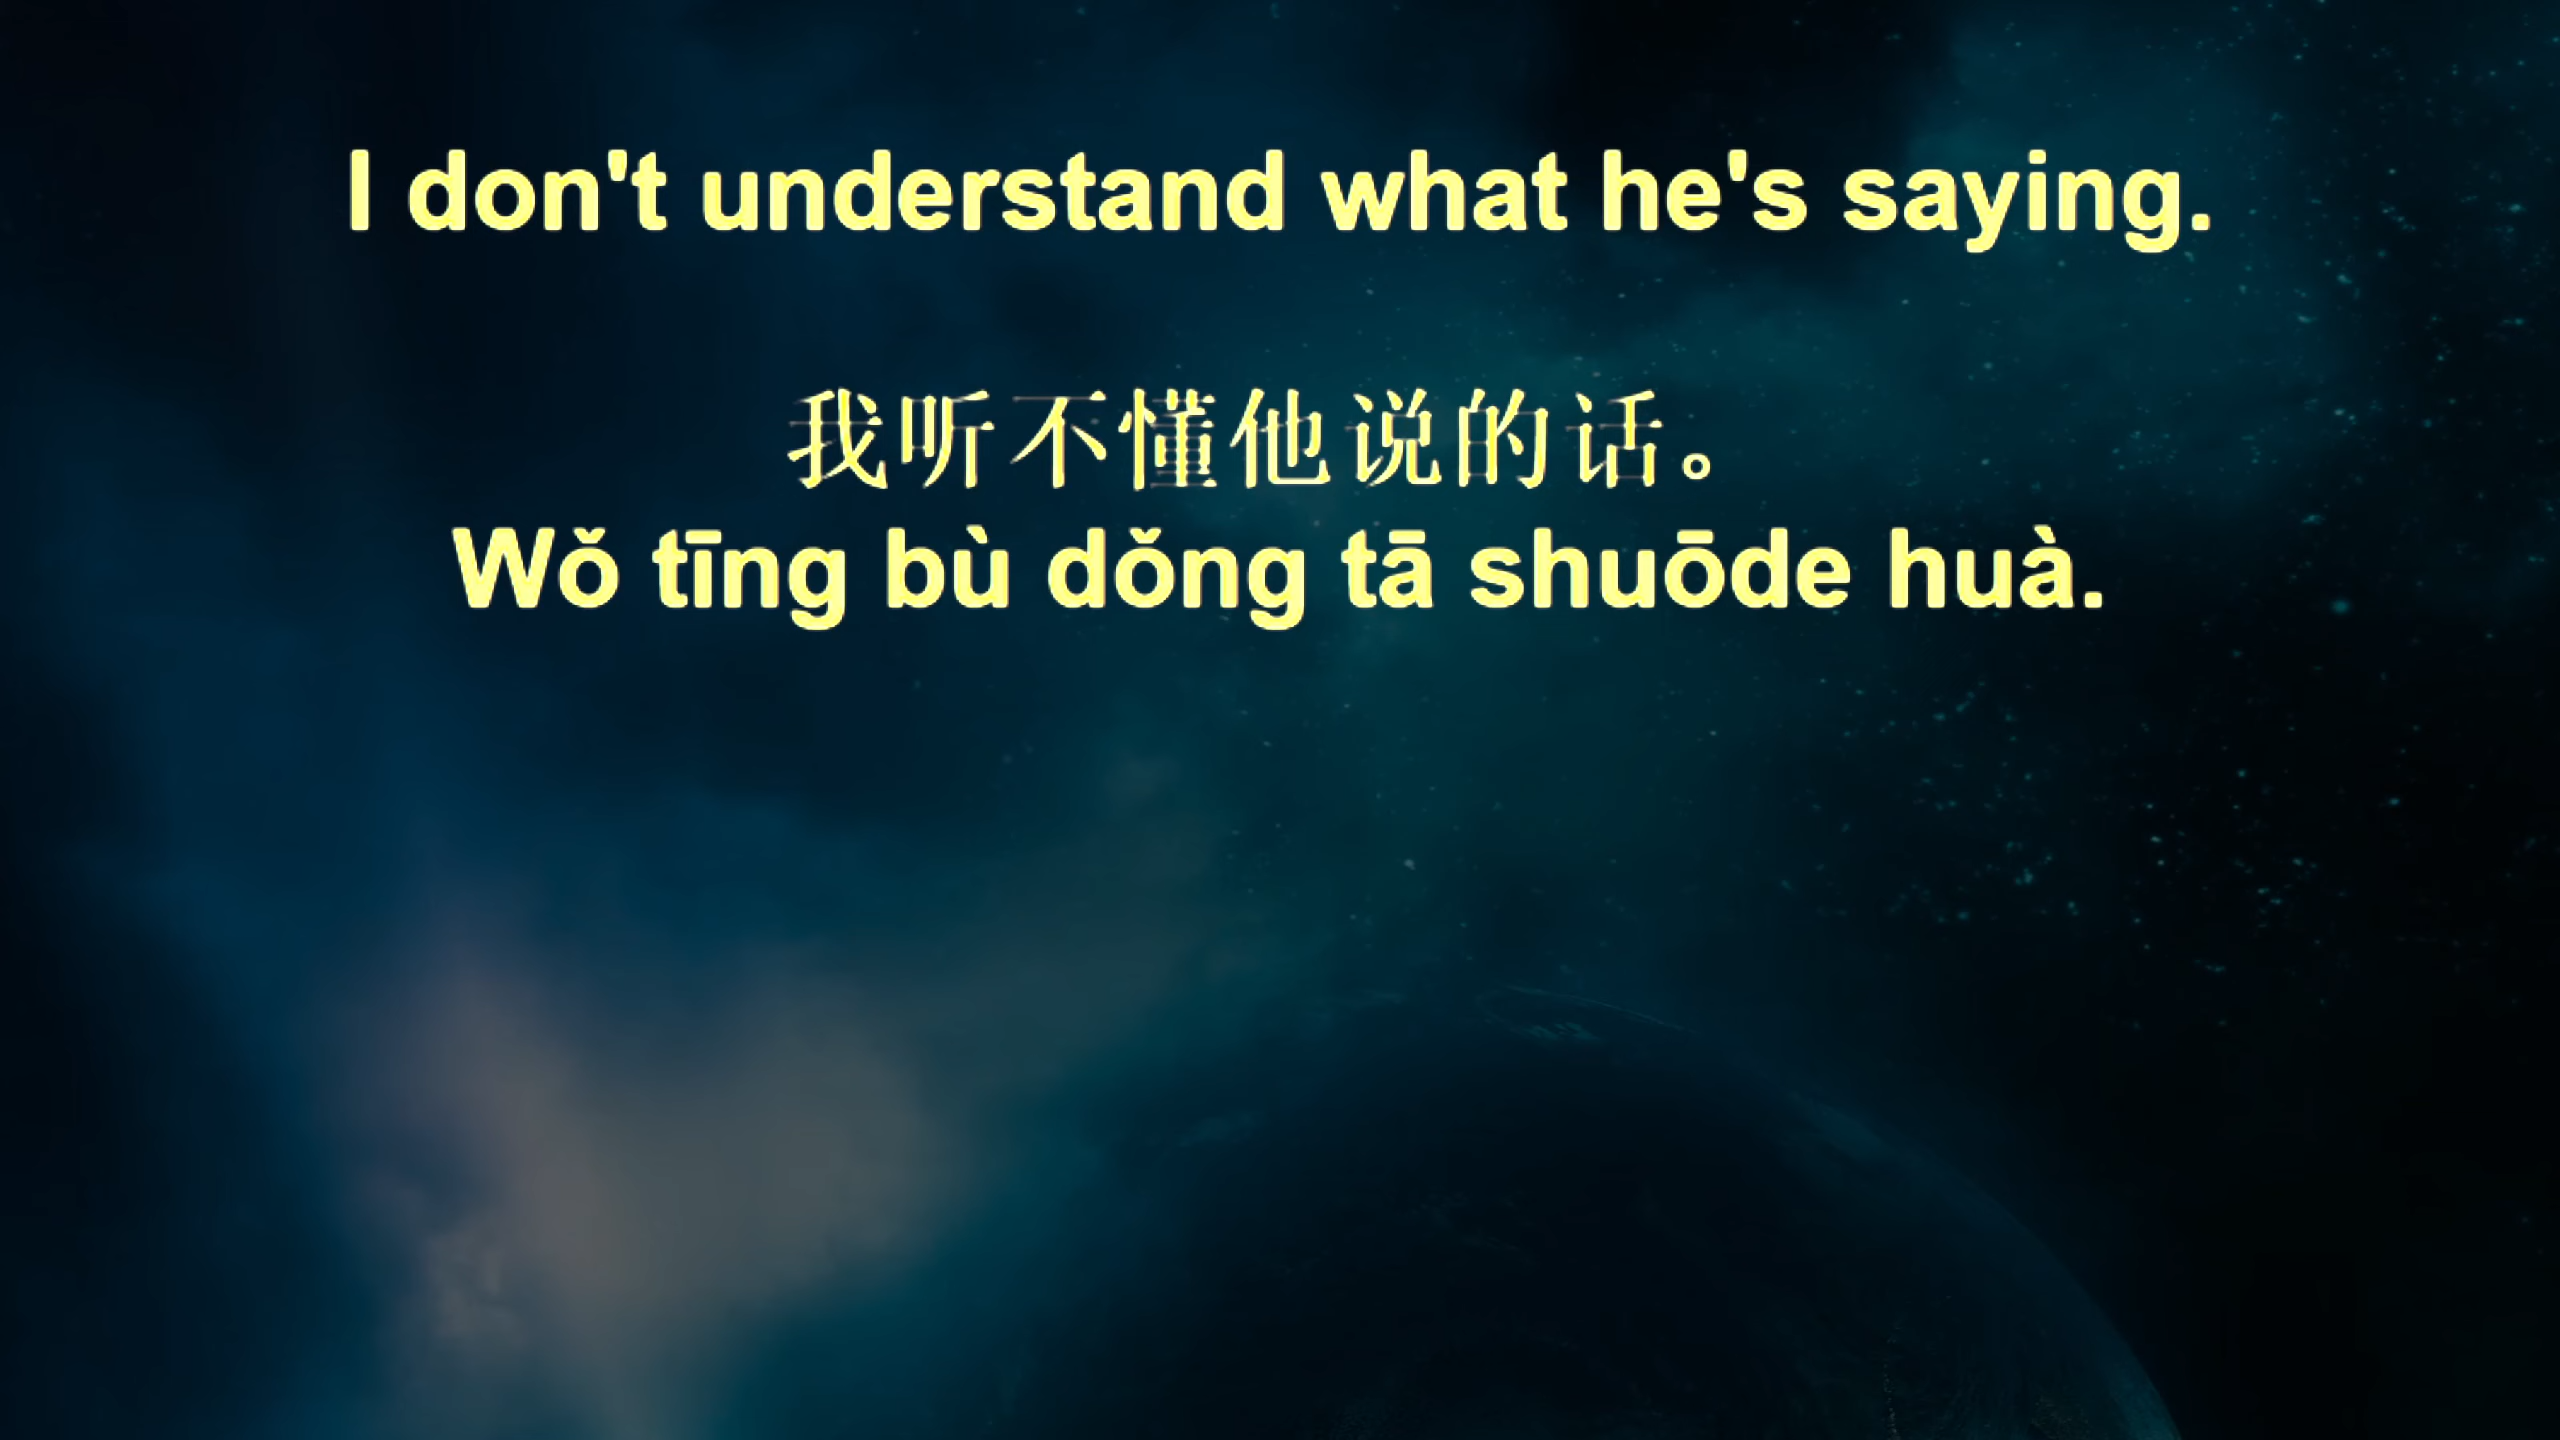 I don't understand what he's saying.
我听不懂他说的话。
Wǒ tīng bù dǒng tā shuōde huà.